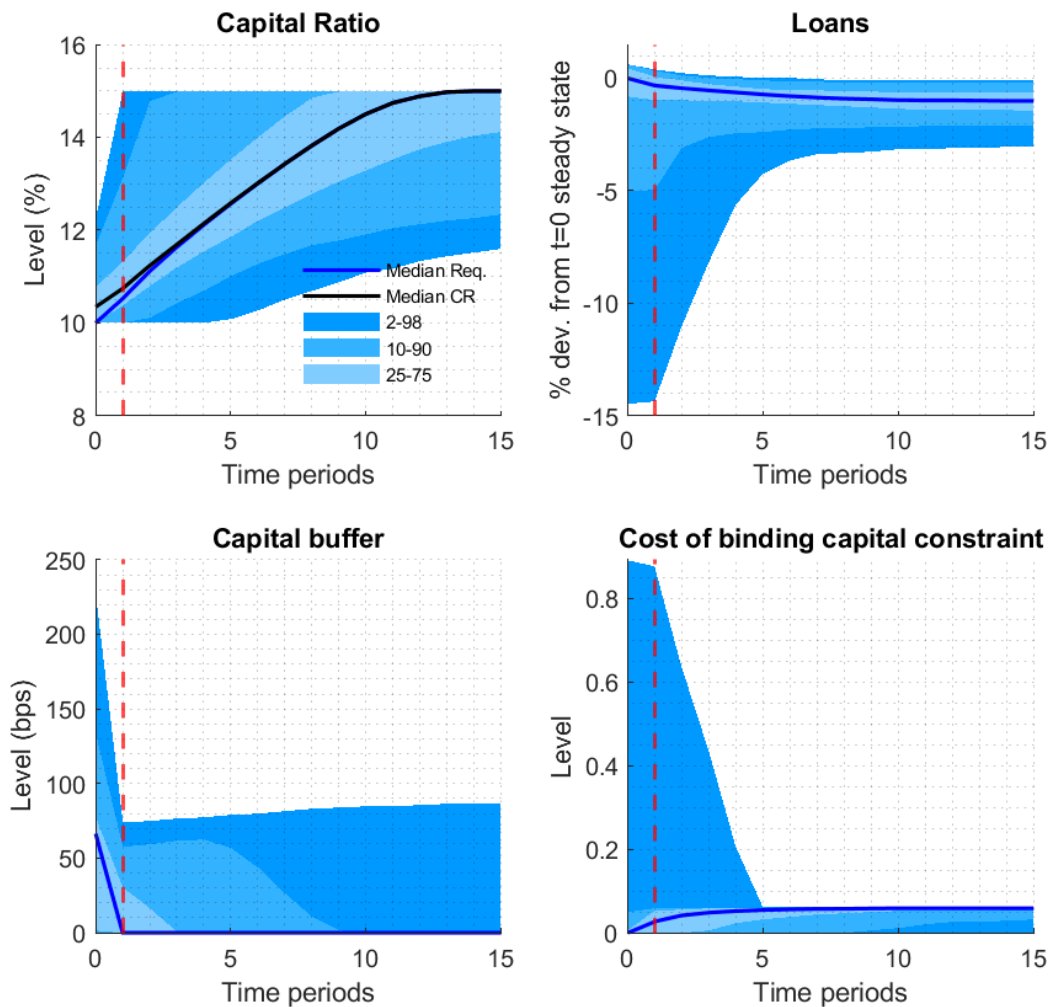 Capital Ratio
16
14
12
10
8
Level (%)
Median Req.
Median CR
2-98
10-90
25-75
0 5 10 15
Time periods
Loans
0
-5
-10
-15
% dev. from t=0 steady state
0 5 10 15
Time periods
Capital buffer
250
200
150
100
50
0
Level (bps)
0 5 10 15
Time periods
Cost of binding capital constraint
0.8
0.6
0.4
0.2
0
Level
0 5 10 15
Time periods